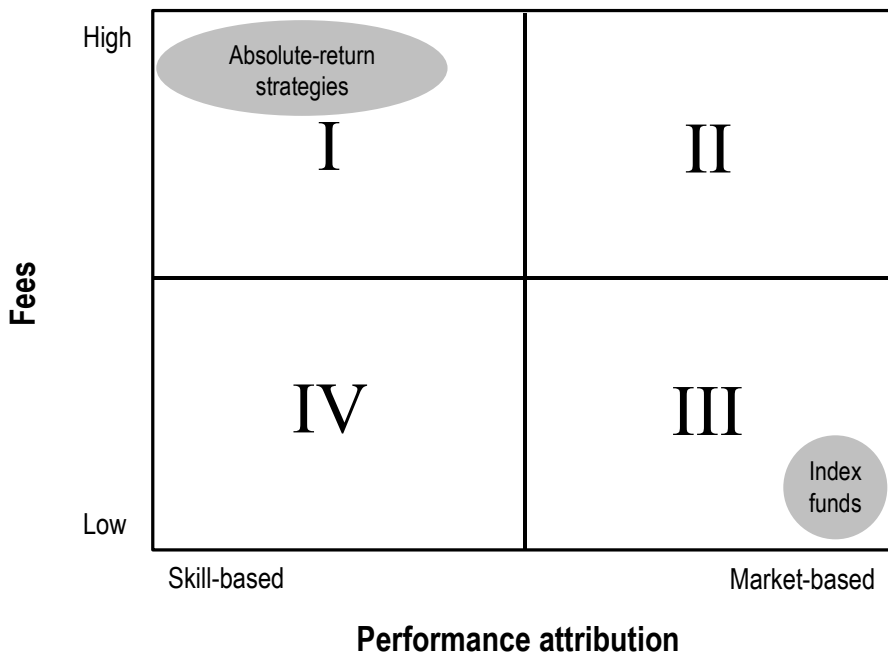 High
Absolute-return
strategies
I
II
Fees
IV
III
Index
funds
Low
Skill-based
Market-based
Performance attribution